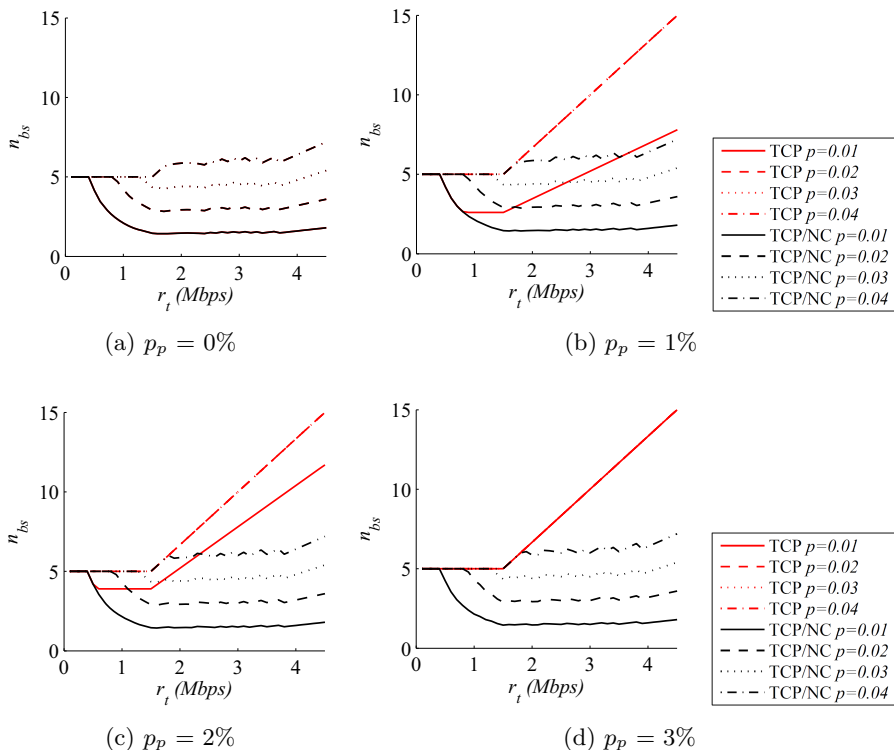 15
10
5
0
n_bs
0 1 2 3 4
r_t (Mbps)
(a) p_p = 0%
15
10
5
0
n_bs
0 1 2 3 4
r_t (Mbps)
(b) p_p = 1%
TCP p=0.01
TCP p=0.02
TCP p=0.03
TCP p=0.04
TCP/NC p=0.01
TCP/NC p=0.02
TCP/NC p=0.03
TCP/NC p=0.04
15
10
5
0
n_bs
0 1 2 3 4
r_t (Mbps)
(c) p_p = 2%
15
10
5
0
n_bs
0 1 2 3 4
r_t (Mbps)
(d) p_p = 3%
TCP p=0.01
TCP p=0.02
TCP p=0.03
TCP p=0.04
TCP/NC p=0.01
TCP/NC p=0.02
TCP/NC p=0.03
TCP/NC p=0.04